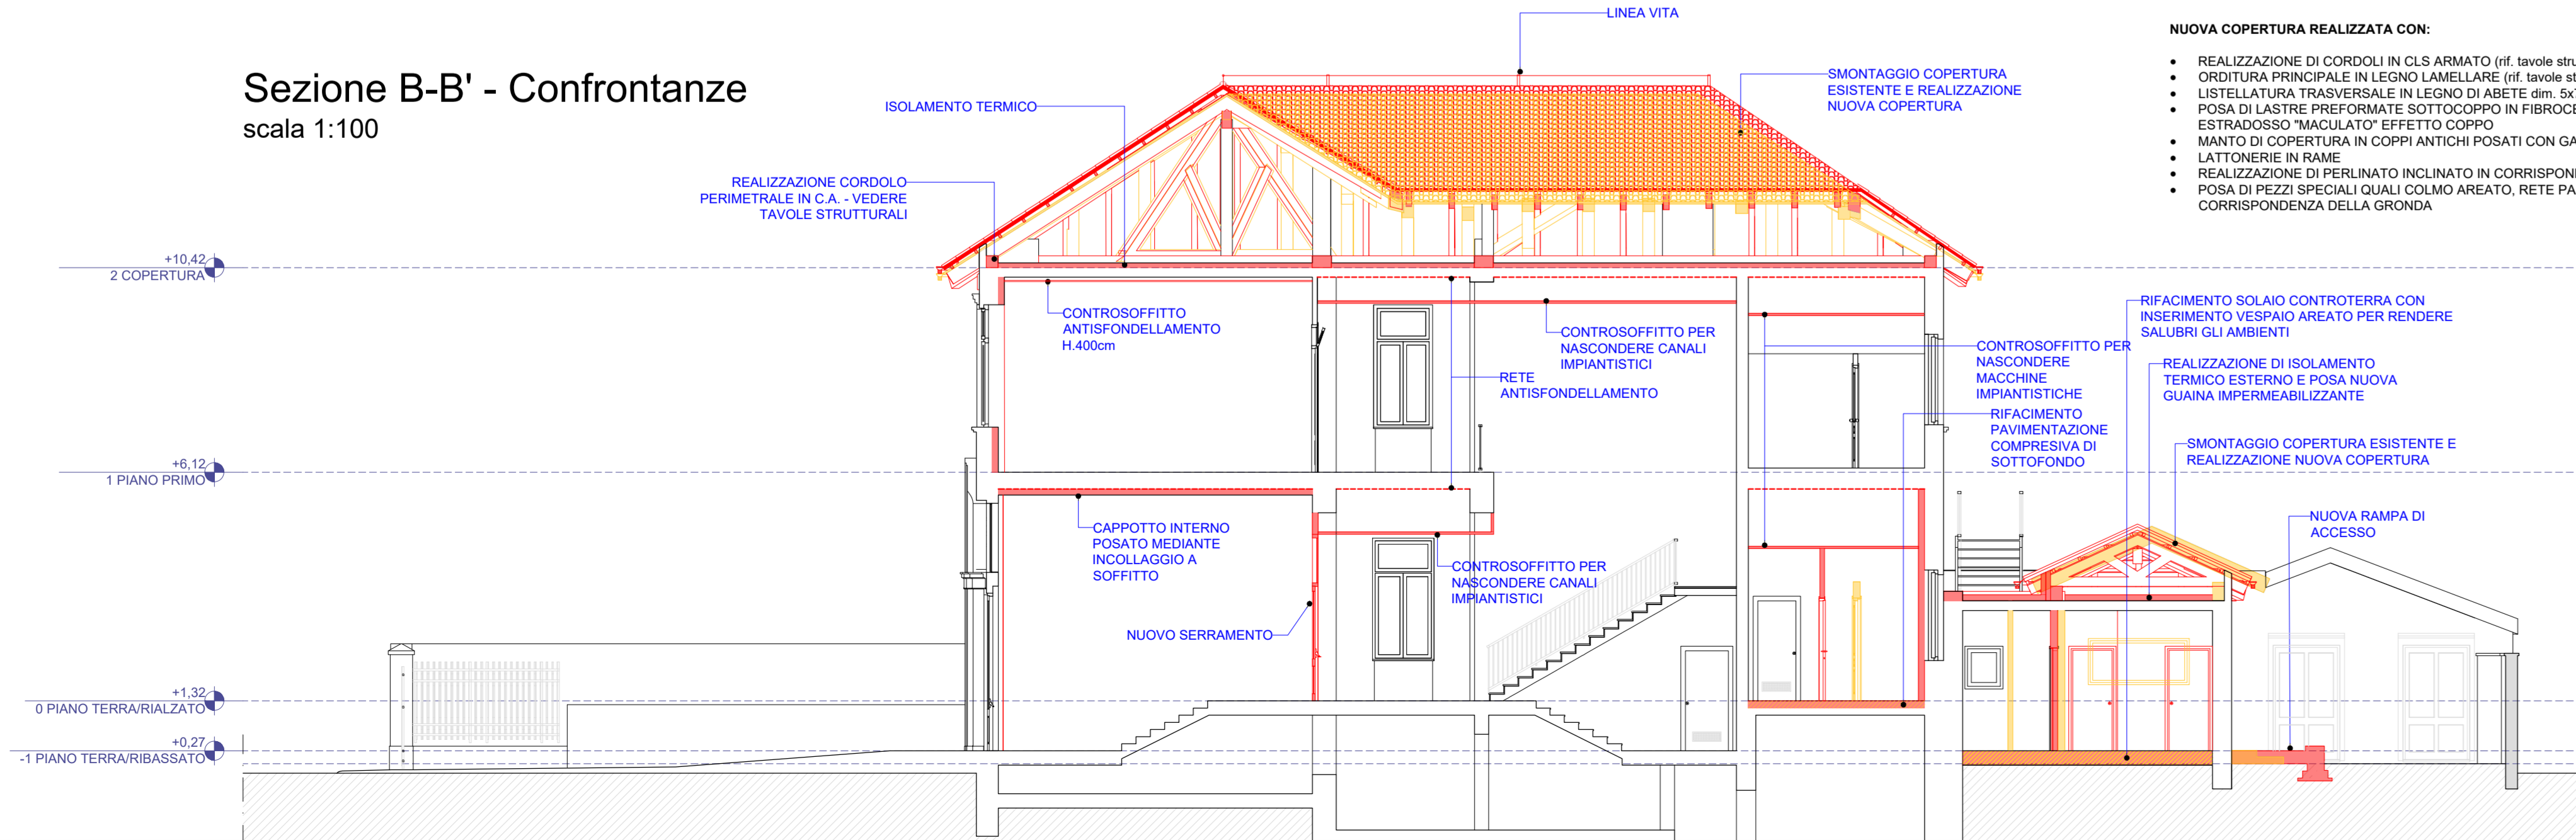 Sezione B-B' - Confrontanze
scala 1:100
LINEA VITA
ISOLAMENTO TERMICO
SMONTAGGIO COPERTURA
ESISTENTE E REALIZZAZIONE
NUOVA COPERTURA
REALIZZAZIONE CORDOLO
PERIMETRALE IN C.A. - VEDERE
TAVOLE STRUTTURALI
NUOVA COPERTURA REALIZZATA CON:
• REALIZZAZIONE DI CORDOLI IN CLS ARMATO (rif. tavole
• ORDITURA PRINCIPALE IN LEGNO LAMELLARE (rif. tavole
• LISTELLATURA TRASVERSALE IN LEGNO DI ABETE dim.
• POSA DI LASTRE PREFORMATE SOTTOCOPPO IN
ESTRADOSSO "MACULATO" EFFETTO COPPO
• MANTO DI COPERTURA IN COPPI ANTICHI POSATI CON
• LATTONERIE IN RAME
• REALIZZAZIONE DI PERLINATO INCLINATO IN
• POSA DI PEZZI SPECIALI QUALI COLMO AREATO, RETE
CORRISPONDENZA DELLA GRONDA
+10,42
2 COPERTURA
CONTROSOFFITTO
ANTISFONDELLAMENTO
H.400cm
CONTROSOFFITTO PER
NASCONDERE CANALI
IMPIANTISTICI
RETE
ANTISFONDELLAMENTO
CONTROSOFFITTO PER
NASCONDERE
MACCHINE
IMPIANTISTICHE
RIFACIMENTO
PAVIMENTAZIONE
COMPRESIVA DI
SOTTOFONDO
RIFACIMENTO SOLAIO CONTROTERRA CON
INSERIMENTO VESPAIO AREATO PER RENDERE
SALUBRI GLI AMBIENTI
REALIZZAZIONE DI ISOLAMENTO
TERMICO ESTERNO E POSA NUOVA
GUAINA IMPERMEABILIZZANTE
SMONTAGGIO COPERTURA ESISTENTE E
REALIZZAZIONE NUOVA COPERTURA
+6,12
1 PIANO PRIMO
CAPPOTTO INTERNO
POSATO MEDIANTE
INCOLLAGGIO A
SOFFITTO
CONTROSOFFITTO PER
NASCONDERE CANALI
IMPIANTISTICI
NUOVO SERRAMENTO
NUOVA RAMPA DI
ACCESSO
+1,32
0 PIANO TERRA/RIALZATO
+0,27
-1 PIANO TERRA/RIBASSATO